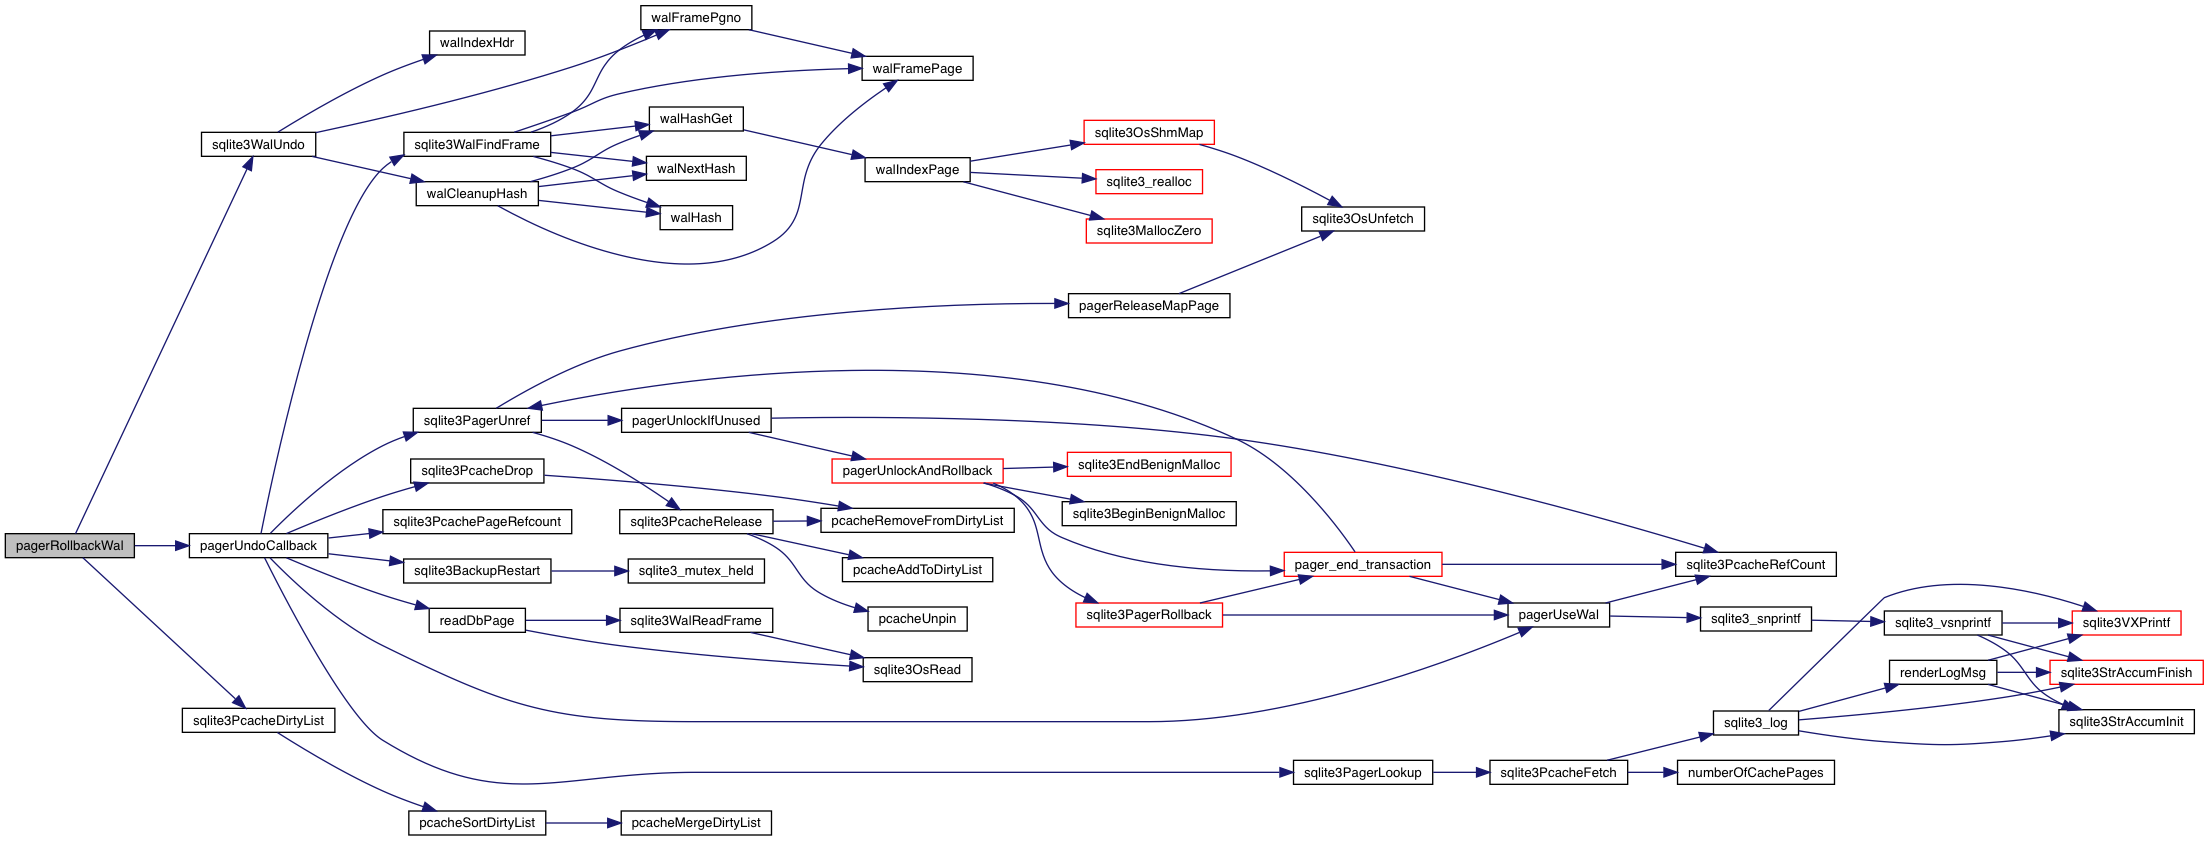 walFramePgno
walIndexHdr
walFramePage
walHashGet
sqlite3OsShmMap
sqlite3WalUndo
sqlite3WalFindFrame
walNextHash
walIndexPage
sqlite3_realloc
walCleanupHash
walHash
sqlite3OsUnfetch
sqlite3MallocZero
pagerReleaseMapPage
sqlite3PagerUnref
pagerUnlockIfUnused
sqlite3PcacheDrop
pagerUnlockAndRollback
sqlite3EndBenignMalloc
sqlite3PcachePageRefcount
sqlite3PcacheRelease
pcacheRemoveFromDirtyList
sqlite3BeginBenignMalloc
pagerRollbackWal
pagerUndoCallback
sqlite3BackupRestart
sqlite3_mutex_held
pcacheAddToDirtyList
pager_end_transaction
sqlite3PcacheRefCount
readDbPage
sqlite3WalReadFrame
pcacheUnpin
sqlite3PagerRollback
pagerUseWal
sqlite3_snprintf
sqlite3_vsnprintf
sqlite3VXPrintf
sqlite3OsRead
renderLogMsg
sqlite3StrAccumFinish
sqlite3PcacheDirtyList
sqlite3_log
sqlite3StrAccumInit
sqlite3PagerLookup
sqlite3PcacheFetch
numberOfCachePages
pcacheSortDirtyList
pcacheMergeDirtyList